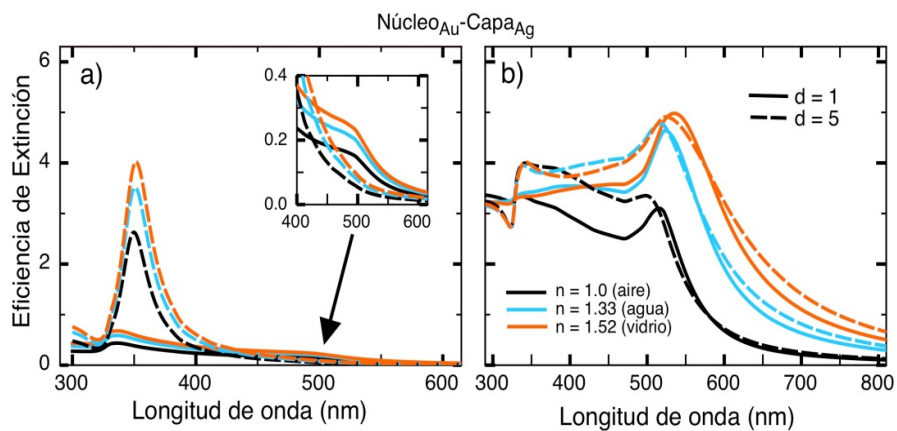 NúcleoAu-CapaAg
Eficiencia de Extinción
6
4
2
0
a)
0.4
0.2
0.0
400
500
600
300
400
500
600
Longitud de onda (nm)
b)
d = 1
d = 5
n = 1.0 (aire)
n = 1.33 (agua)
n = 1.52 (vidrio)
300
400
500
600
700
800
Longitud de onda (nm)